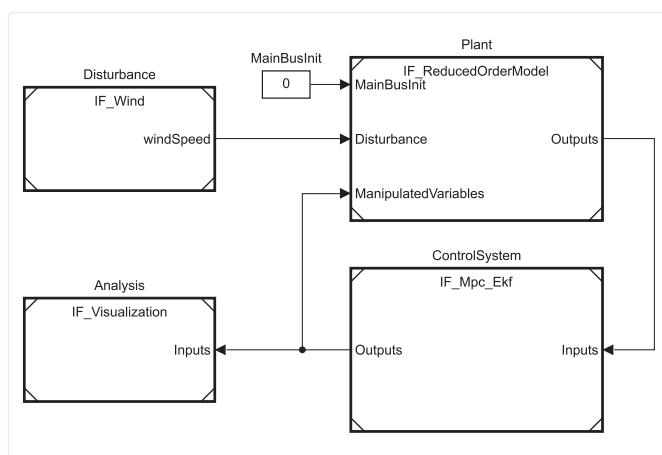 Plant
MainBusInit
IF_ReducedOrderModel
0
MainBusInit
Disturbance
IF_Wind
windSpeed
Disturbance
Outputs
ManipulatedVariables
ControlSystem
IF_Mpc_Ekf
Analysis
IF_Visualization
Inputs
Outputs
Inputs